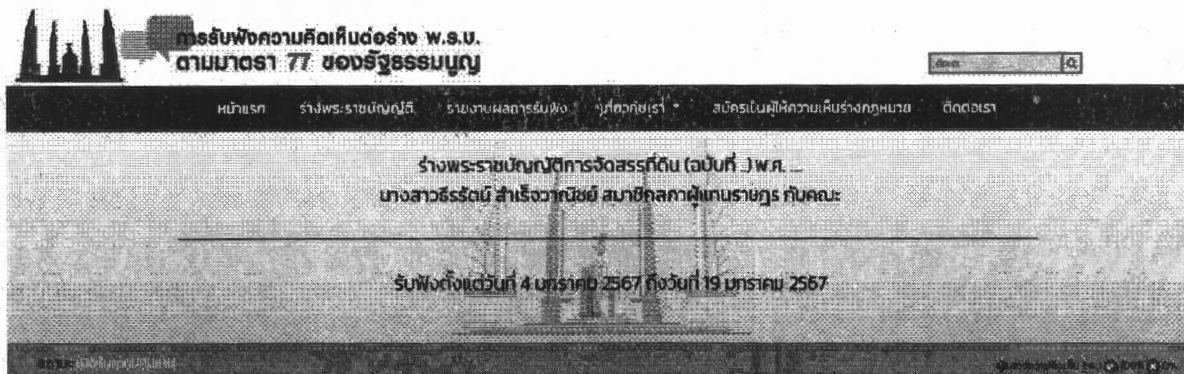 การรับฟังความคิดเห็นต่อร่าง พ.ร.บ.
ตามมาตรา 77 ของรัฐธรรมนูญ
ค้นหา
หน้าแรก ร่างพระราชบัญญัติ รายงานผลการรับฟัง เกี่ยวกับเรา สมัครเป็นผู้ให้ความเห็นร่างกฎหมาย ติดต่อเรา
ร่างพระราชบัญญัติการจัดสรรที่ดิน (ฉบับที่ ..) พ.ศ. ....
นางสาวธีรรัตน์ สำเร็จวาณิชย์ สมาชิกสภาผู้แทนราษฎร กับคณะ
รับฟังตั้งแต่วันที่ 4 มกราคม 2567 ถึงวันที่ 19 มกราคม 2567